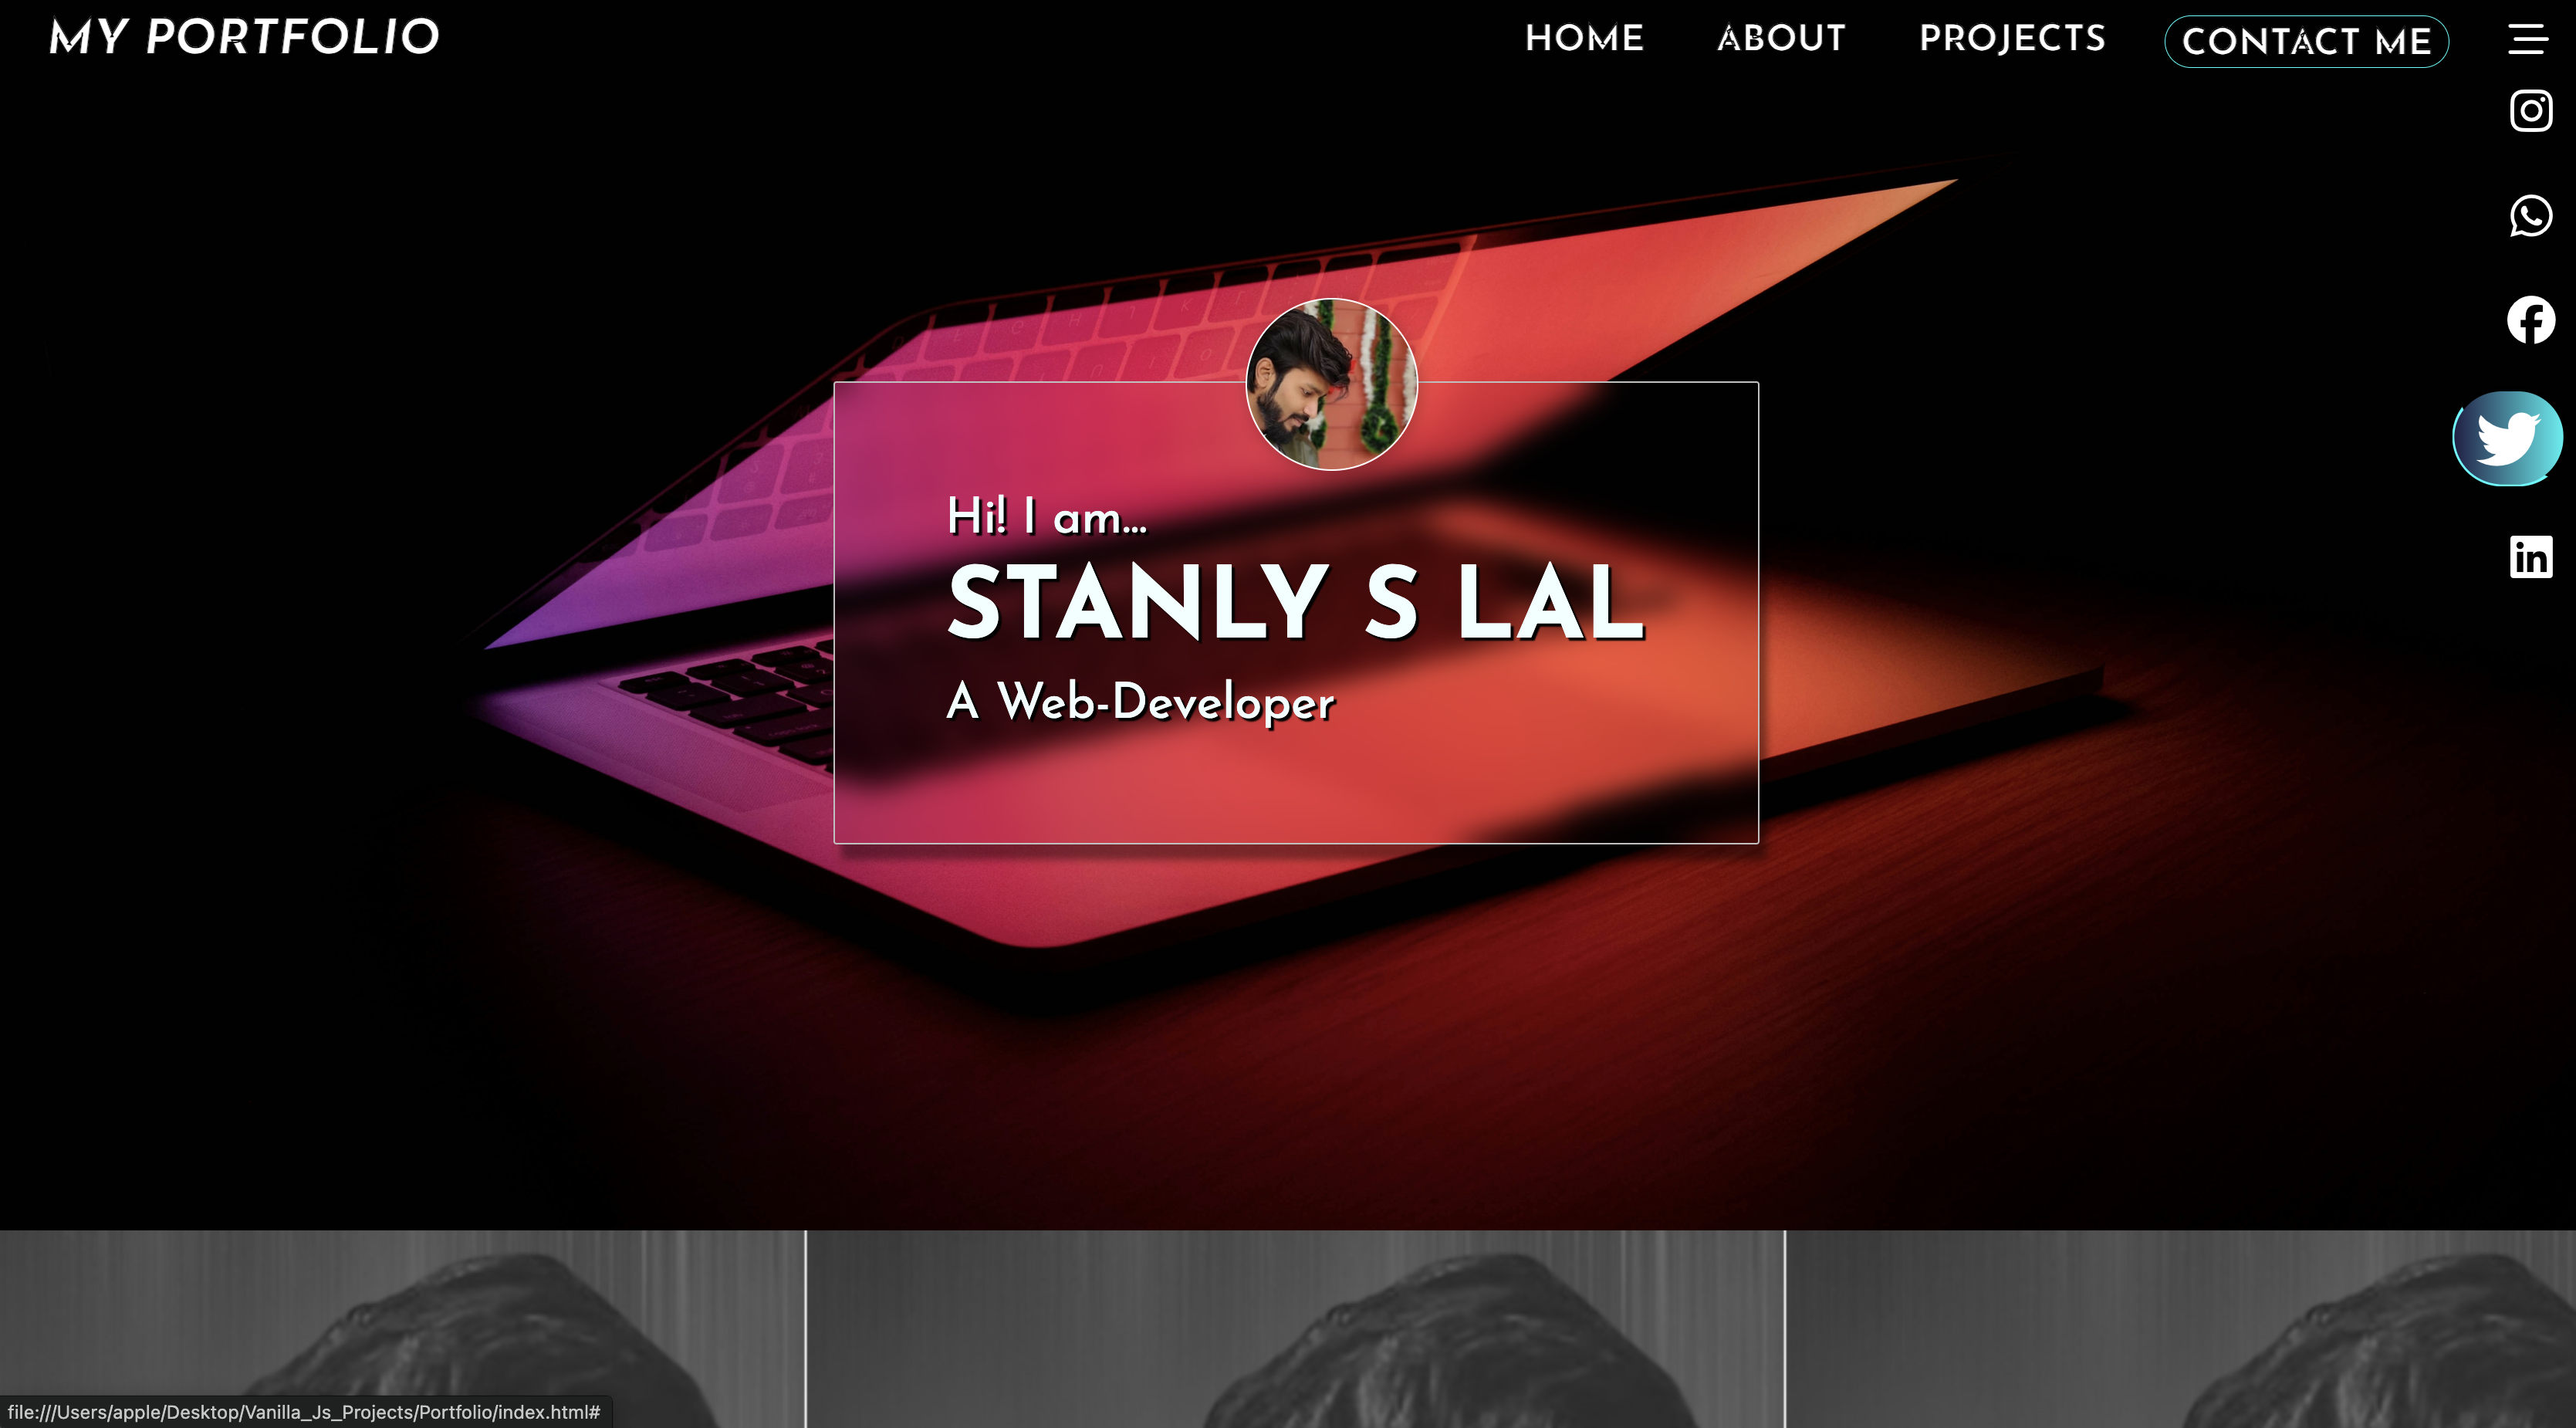 MY PORTFOLIO
HOME ABOUT PROJECTS CONTACT ME
Hi! I am...
STANLY S LAL
A Web-Developer
file:///Users/apple/Desktop/Vanilla_Js_Projects/Portfolio/index.html#